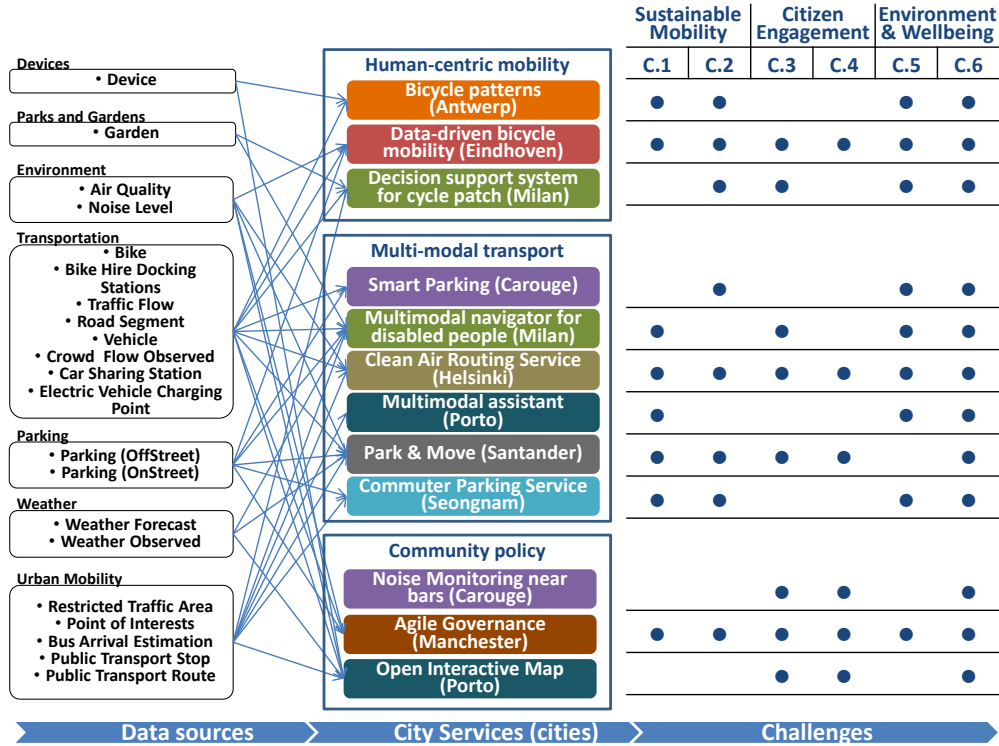 Devices
• Device
Parks and Gardens
• Garden
Environment
• Air Quality
• Noise Level
Transportation
• Bike
• Bike Hire Docking
Stations
• Traffic Flow
• Road Segment
• Vehicle
• Crowd Flow Observed
• Car Sharing Station
• Electric Vehicle Charging
Point
Parking
• Parking (OffStreet)
• Parking (OnStreet)
Weather
• Weather Forecast
• Weather Observed
Urban Mobility
• Restricted Traffic Area
• Point of Interests
• Bus Arrival Estimation
• Public Transport Stop
• Public Transport Route
Human-centric mobility
Bicycle patterns
(Antwerp)
Data-driven bicycle
mobility (Eindhoven)
Decision support system
for cycle patch (Milan)
Multi-modal transport
Smart Parking (Carouge)
Multimodal navigator for
disabled people (Milan)
Clean Air Routing Service
(Helsinki)
Multimodal assistant
(Porto)
Park & Move (Santander)
Commuter Parking Service
(Seongnam)
Community policy
Noise Monitoring near
bars (Carouge)
Agile Governance
(Manchester)
Open Interactive Map
(Porto)
Sustainable
Mobility
Citizen
Engagement
Environment
& Wellbeing
C.1 C.2 C.3 C.4 C.5 C.6
Data sources
City Services (cities)
Challenges